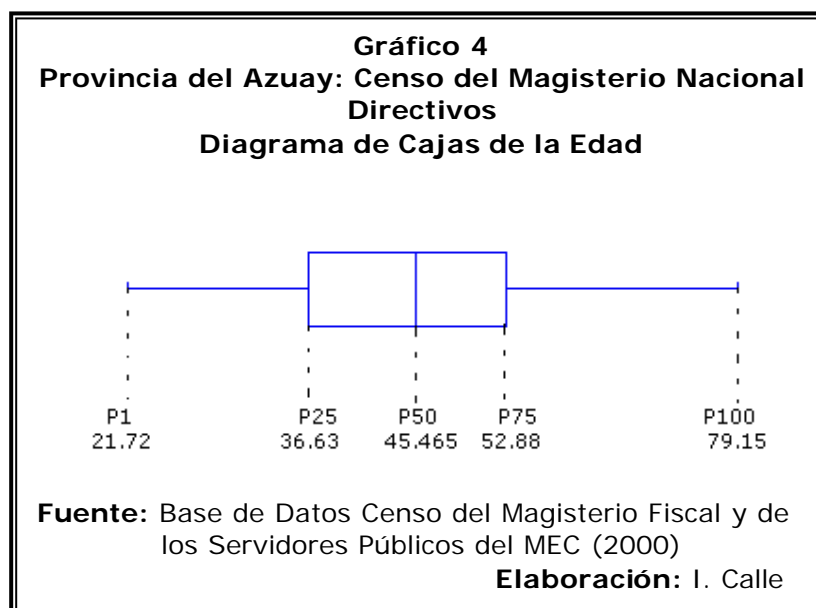 Gráfico 4
Provincia del Azuay: Censo del Magisterio Nacional
Directivos
Diagrama de Cajas de la Edad
P1 P25 P50 P75 P100
21.72 36.63 45.465 52.88 79.15
Fuente: Base de Datos Censo del Magisterio Fiscal y de
los Servidores Públicos del MEC (2000)
Elaboración: I. Calle